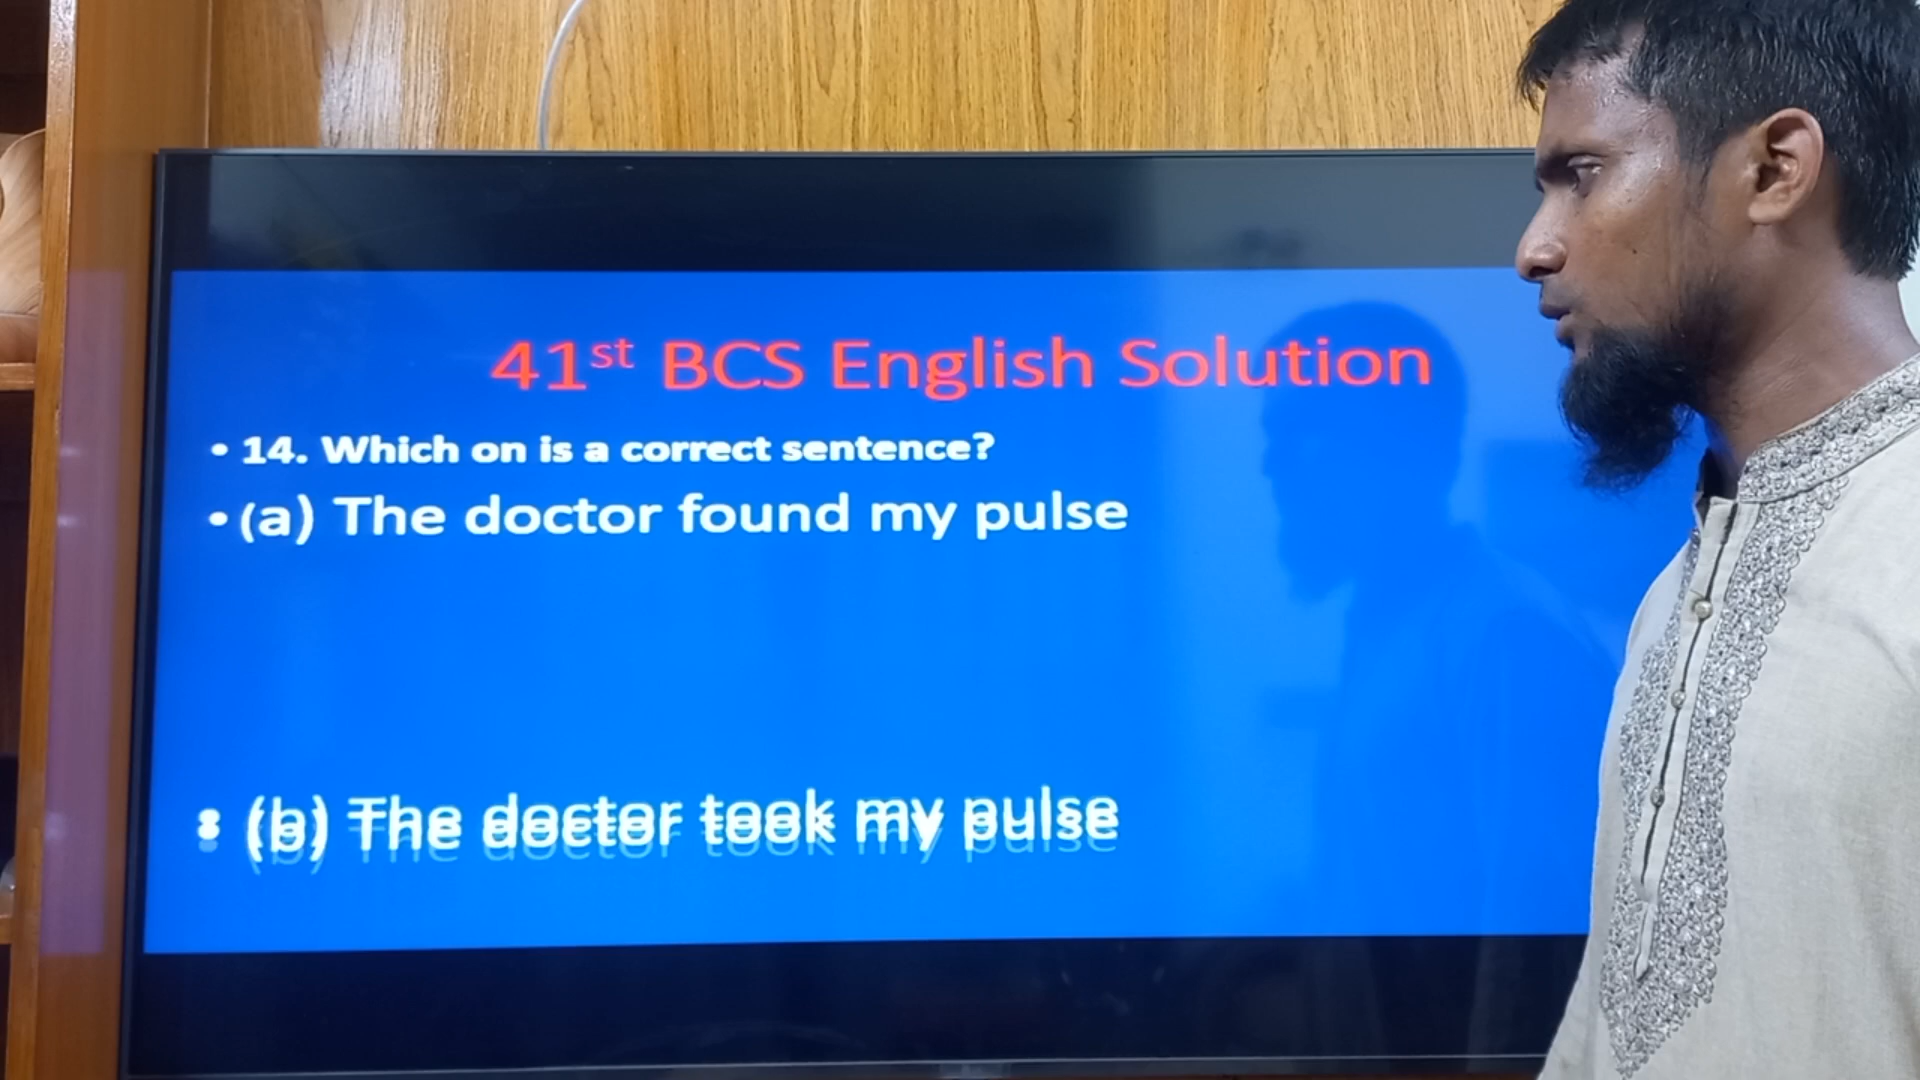 41st BCS English Solution
• 14. Which on is a correct sentence?
• (a) The doctor found my pulse
• (b) The doctor took my pulse